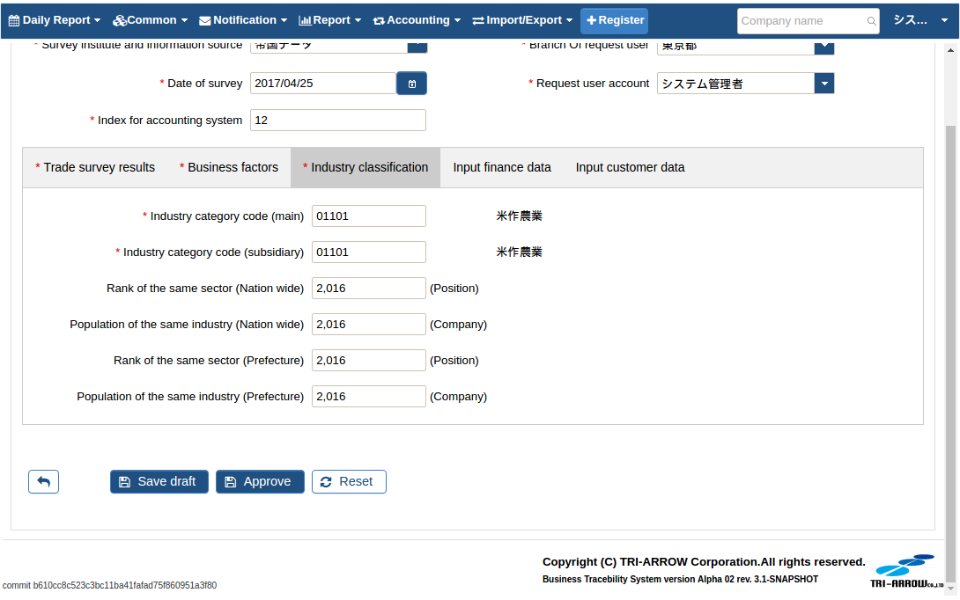 Daily Report Common Notification Report Accounting Import/Export Register Company name シス...
* Survey institute and information source 帝国データ * Branch Of request user 東京都
* Date of survey 2017/04/25 * Request user account システム管理者
* Index for accounting system 12
* Trade survey results * Business factors * Industry classification Input finance data Input customer data
* Industry category code (main) 01101 米作農業
* Industry category code (subsidiary) 01101 米作農業
Rank of the same sector (Nation wide) 2,016 (Position)
Population of the same industry (Nation wide) 2,016 (Company)
Rank of the same sector (Prefecture) 2,016 (Position)
Population of the same industry (Prefecture) 2,016 (Company)
Save draft Approve Reset
Copyright (C) TRI-ARROW Corporation.All rights reserved.
Business Tracebility System version Alpha 02 rev. 3.1-SNAPSHOT
TRI-ARROW CO.,LTD
commit b610cc8c523c3bc11ba41fafad75f860951a3f80